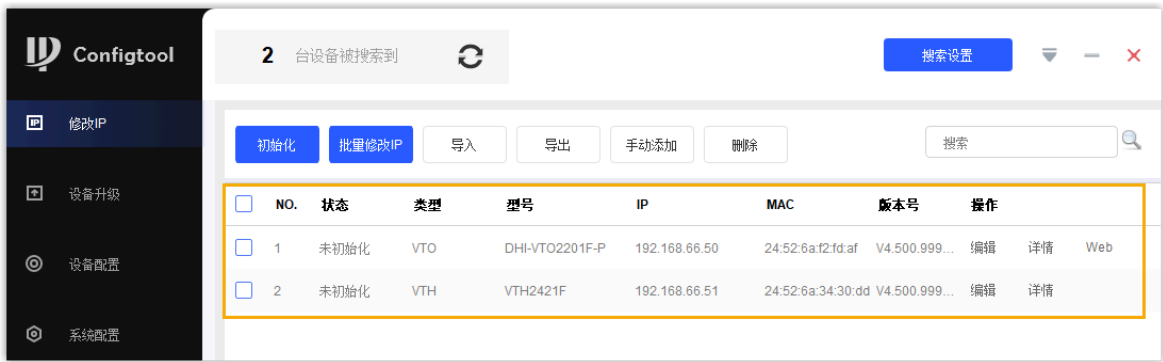 Configtool
2 台设备被搜索到
搜索设置
修改IP
设备升级
设备配置
系统配置
初始化 批量修改IP 导入 导出 手动添加 删除 搜索
NO. 状态 类型 型号 IP MAC 版本号 操作
1 未初始化 VTO DHI-VTO2201F-P 192.168.66.50 24:52:6a:f2:fd:af V4.500.999... 编辑 详情 Web
2 未初始化 VTH VTH2421F 192.168.66.51 24:52:6a:34:30:dd V4.500.999... 编辑 详情